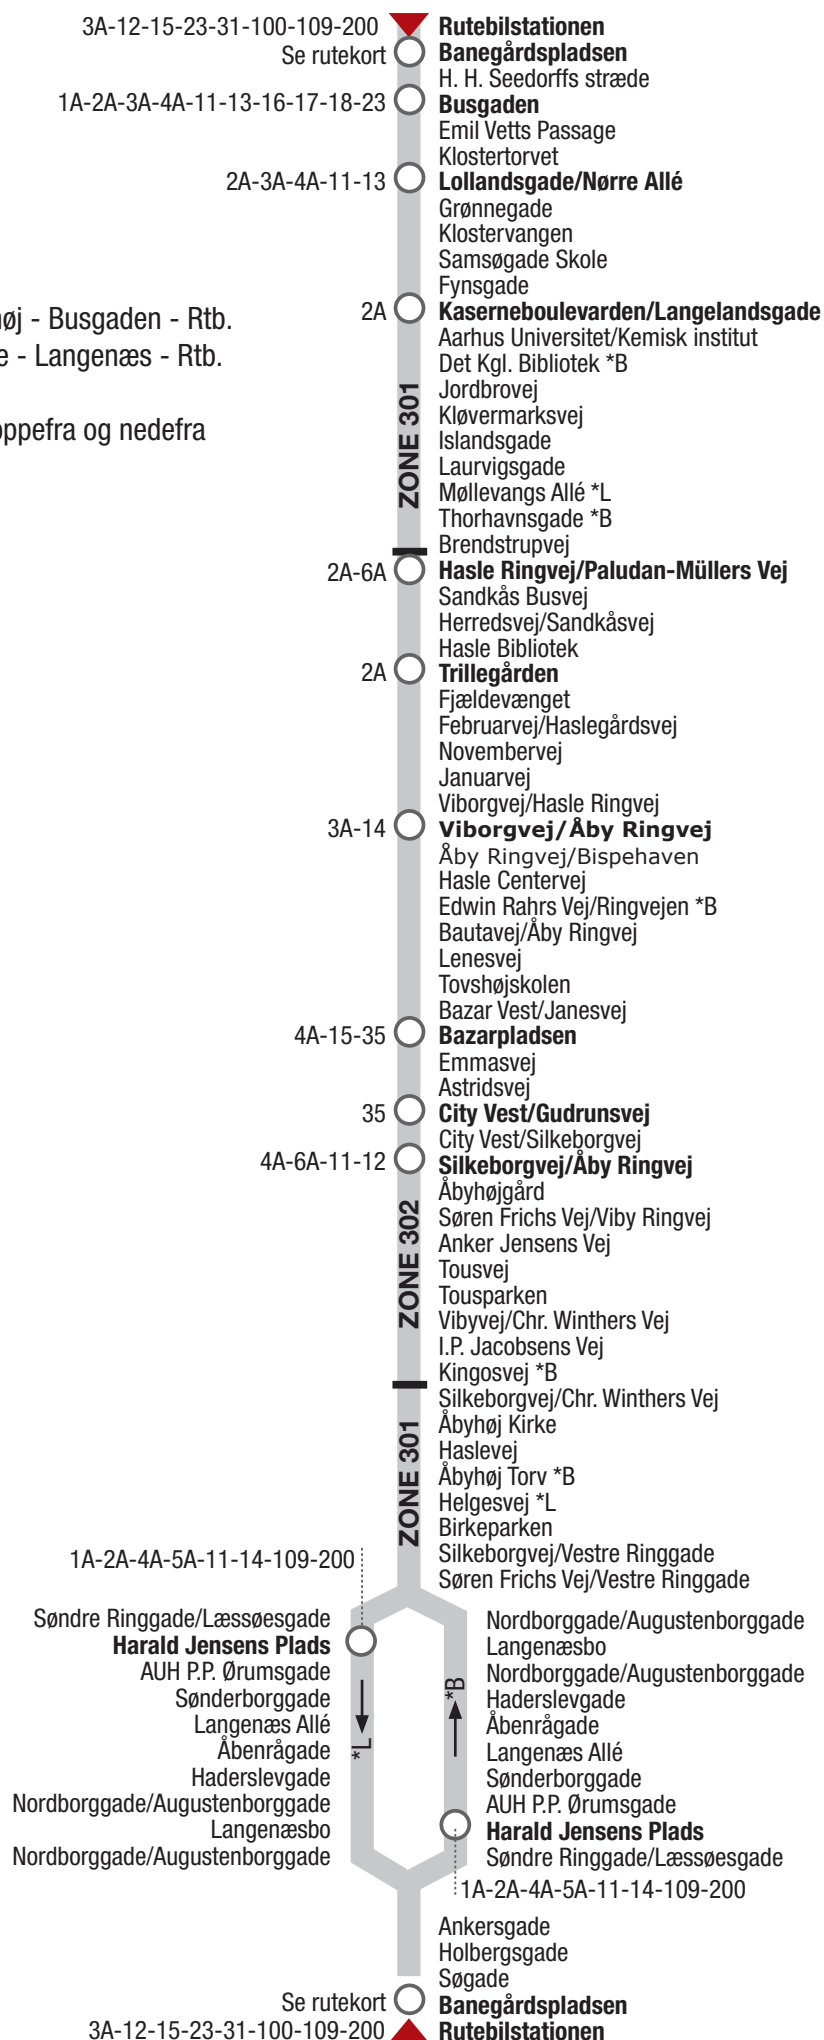 3A-12-15-23-31-100-109-200 Rutebilstationen
Se rutekort Banegårdspladsen
H. H. Seedorffs stræde
1A-2A-3A-4A-11-13-16-17-18-23 Busgaden
Emil Vetts Passage
Klostertorvet
2A-3A-4A-11-13 Lollandsgade/Nørre Allé
Grønnegade
Klostervangen
Samsøgade Skole
Fynsgade
2A Kaserneboulevarden/Langelandsgade
øj - Busgaden - Rtb.
e - Langenæs - Rtb.
oppefra og nedefra
Aarhus Universitet/Kemisk institut
Det Kgl. Bibliotek *B
Jordbrovej
Kløvermarksvej
Islandsgade
Laurvigsgade
Møllevangs Allé *L
Thorhavnsgade *B
Brendstrupvej
ZONE 301
2A-6A Hasle Ringvej/Paludan-Müllers Vej
Sandkås Busvej
Herredsvej/Sandkåsvej
Hasle Bibliotek
2A Trillegården
Fjældevænget
Februarvej/Haslegårdsvej
Novembervej
Januarvej
Viborgvej/Hasle Ringvej
3A-14 Viborgvej/Åby Ringvej
Åby Ringvej/Bispehaven
Hasle Centervej
Edwin Rahrs Vej/Ringvejen *B
Bautavej/Åby Ringvej
Lenesvej
Tovshøjskolen
Bazar Vest/Janesvej
4A-15-35 Bazarpladsen
Emmasvej
Astridsvej
35 City Vest/Gudrunsvej
City Vest/Silkeborgvej
4A-6A-11-12 Silkeborgvej/Åby Ringvej
Åbyhøjgård
Søren Frichs Vej/Viby Ringvej
Anker Jensens Vej
Tousvej
Tousparken
Vibyvej/Chr. Winthers Vej
I.P. Jacobsens Vej
Kingosvej *B
ZONE 302
Silkeborgvej/Chr. Winthers Vej
Åbyhøj Kirke
Haslevej
Åbyhøj Torv *B
Helgesvej *L
Birkeparken
Silkeborgvej/Vestre Ringgade
Søren Frichs Vej/Vestre Ringgade
ZONE 301
1A-2A-4A-5A-11-14-109-200
Søndre Ringgade/Læssøesgade
Harald Jensens Plads
AUH P.P. Ørumsgade
Sønderborggade
Langenæs Allé
Åbenrågade
Haderslevgade
Nordborggade/Augustenborggade
Langenæsbo
Nordborggade/Augustenborggade
*L
*B
Nordborggade/Augustenborggade
Langenæsbo
Nordborggade/Augustenborggade
Haderslevgade
Åbenrågade
Langenæs Allé
Sønderborggade
AUH P.P. Ørumsgade
Harald Jensens Plads
Søndre Ringgade/Læssøesgade
1A-2A-4A-5A-11-14-109-200
Ankersgade
Holbergsgade
Søgade
Se rutekort Banegårdspladsen
3A-12-15-23-31-100-109-200 Rutebilstationen